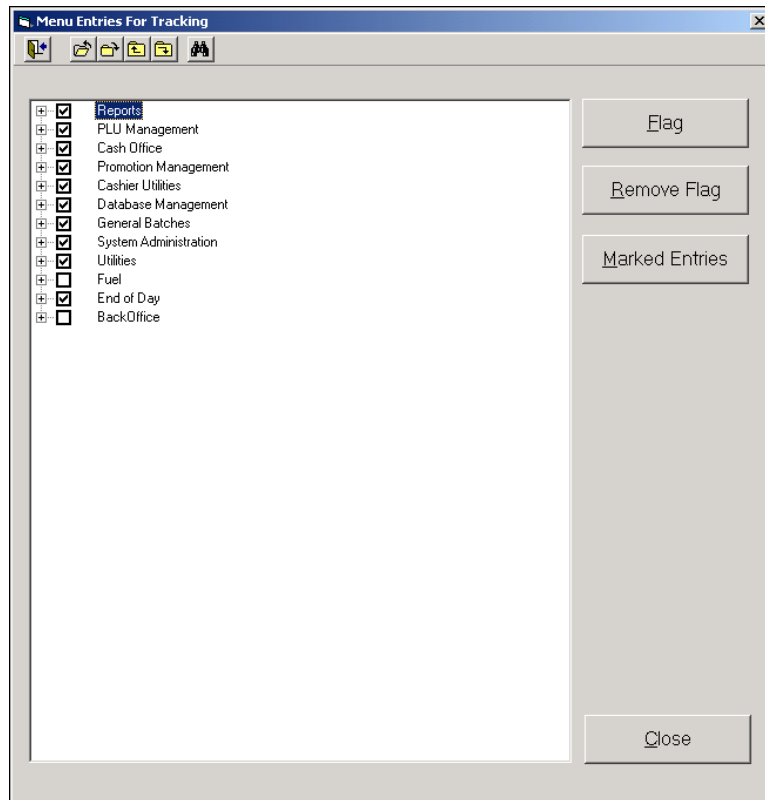 Menu Entries For Tracking
Reports
PLU Management
Cash Office
Promotion Management
Cashier Utilities
Database Management
General Batches
System Administration
Utilities
Fuel
End of Day
BackOffice
Flag
Remove Flag
Marked Entries
Close